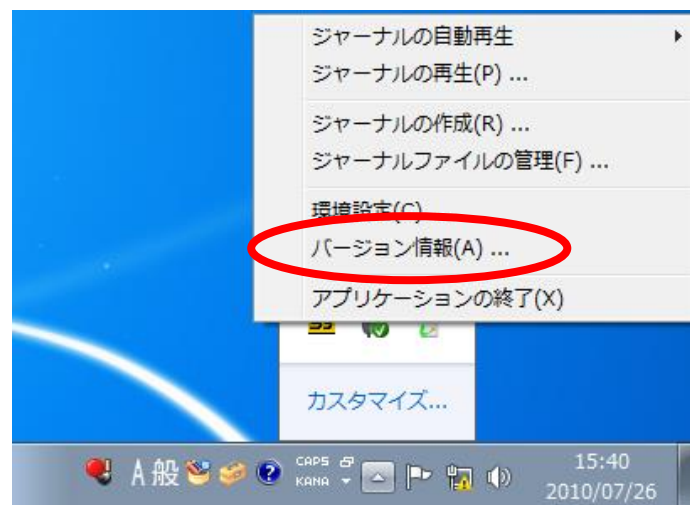 ジャーナルの自動再生
ジャーナルの再生(P) ...
ジャーナルの作成(R) ...
ジャーナルファイルの管理(F) ...
環境設定(C) ...
バージョン情報(A) ...
アプリケーションの終了(X)
カスタマイズ...
A 般
CAPS
KANA
15:40
2010/07/26